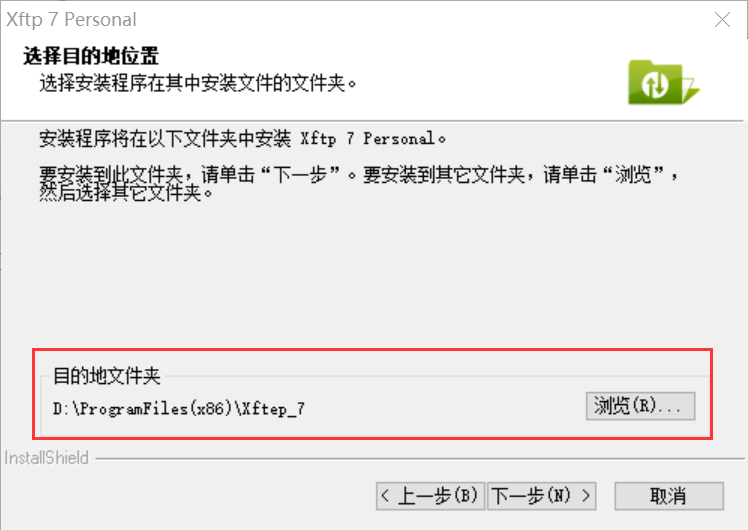 Xftp 7 Personal
选择目的地位置
选择安装程序在其中安装文件的文件夹。
安装程序将在以下文件夹中安装 Xftp 7 Personal。
要安装到此文件夹，请单击“下一步”。要安装到其它文件夹，请单击“浏览”，
然后选择其它文件夹。
目的地文件夹
D:\ProgramFiles(x86)\Xftep_7
浏览(R)...
InstallShield
< 上一步(B) 下一步(N) > 取消